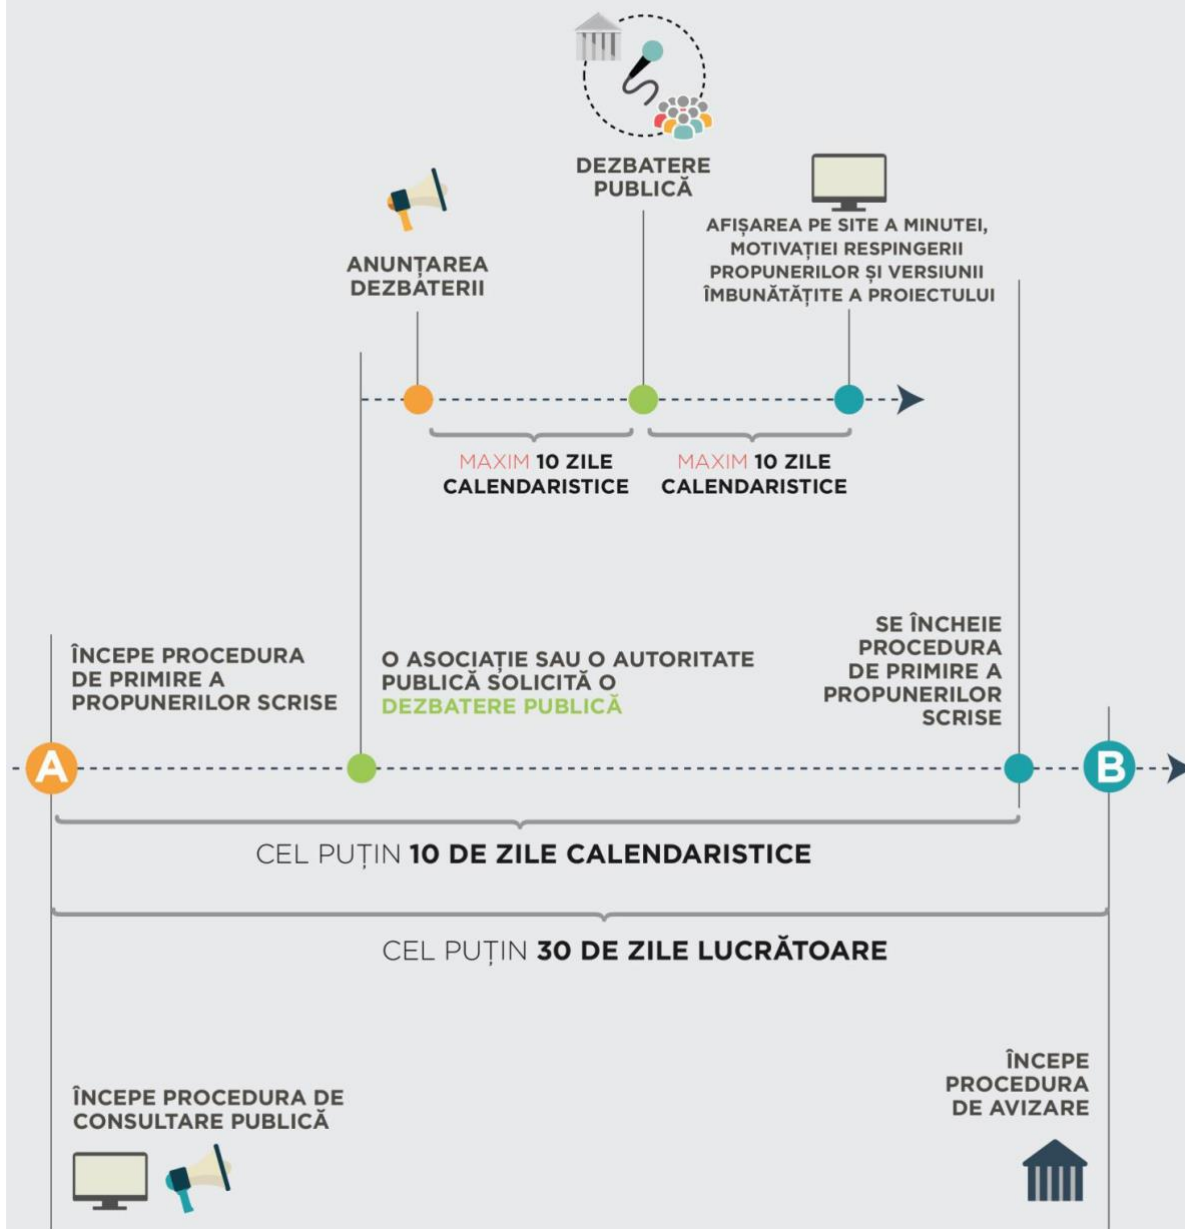 DEZBATERE
PUBLICĂ
ANUNȚAREA
DEZBATERII
AFIȘAREA PE SITE A MINUTEI,
MOTIVAȚIEI RESPINGERII
PROPUNERILOR ȘI VERSIUNII
ÎMBUNĂTĂȚITE A PROIECTULUI
MAXIM 10 ZILE
CALENDARISTICE
MAXIM 10 ZILE
CALENDARISTICE
ÎNCEPE PROCEDURA
DE PRIMIRE A
PROPUNERILOR SCRISE
O ASOCIAȚIE SAU O AUTORITATE
PUBLICĂ SOLICITĂ O
DEZBATERE PUBLICĂ
SE ÎNCHEIE
PROCEDURA
DE PRIMIRE A
PROPUNERILOR
SCRISE
A
B
CEL PUȚIN 10 DE ZILE CALENDARISTICE
CEL PUȚIN 30 DE ZILE LUCRĂTOARE
ÎNCEPE PROCEDURA DE
CONSULTARE PUBLICĂ
ÎNCEPE
PROCEDURA
DE AVIZARE